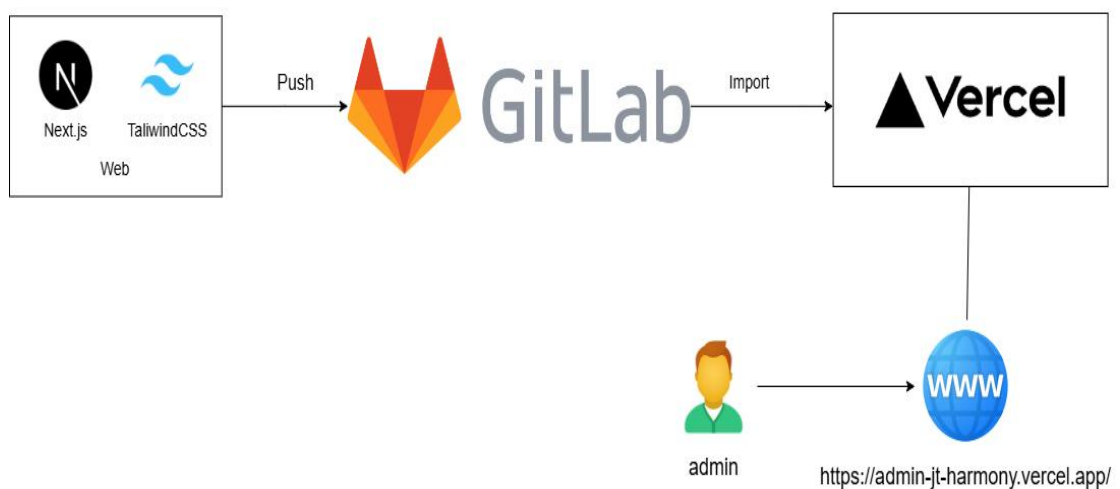 Next.js
TaliwindCSS
Web
Push
GitLab
Import
Vercel
admin
www
https://admin-jt-harmony.vercel.app/